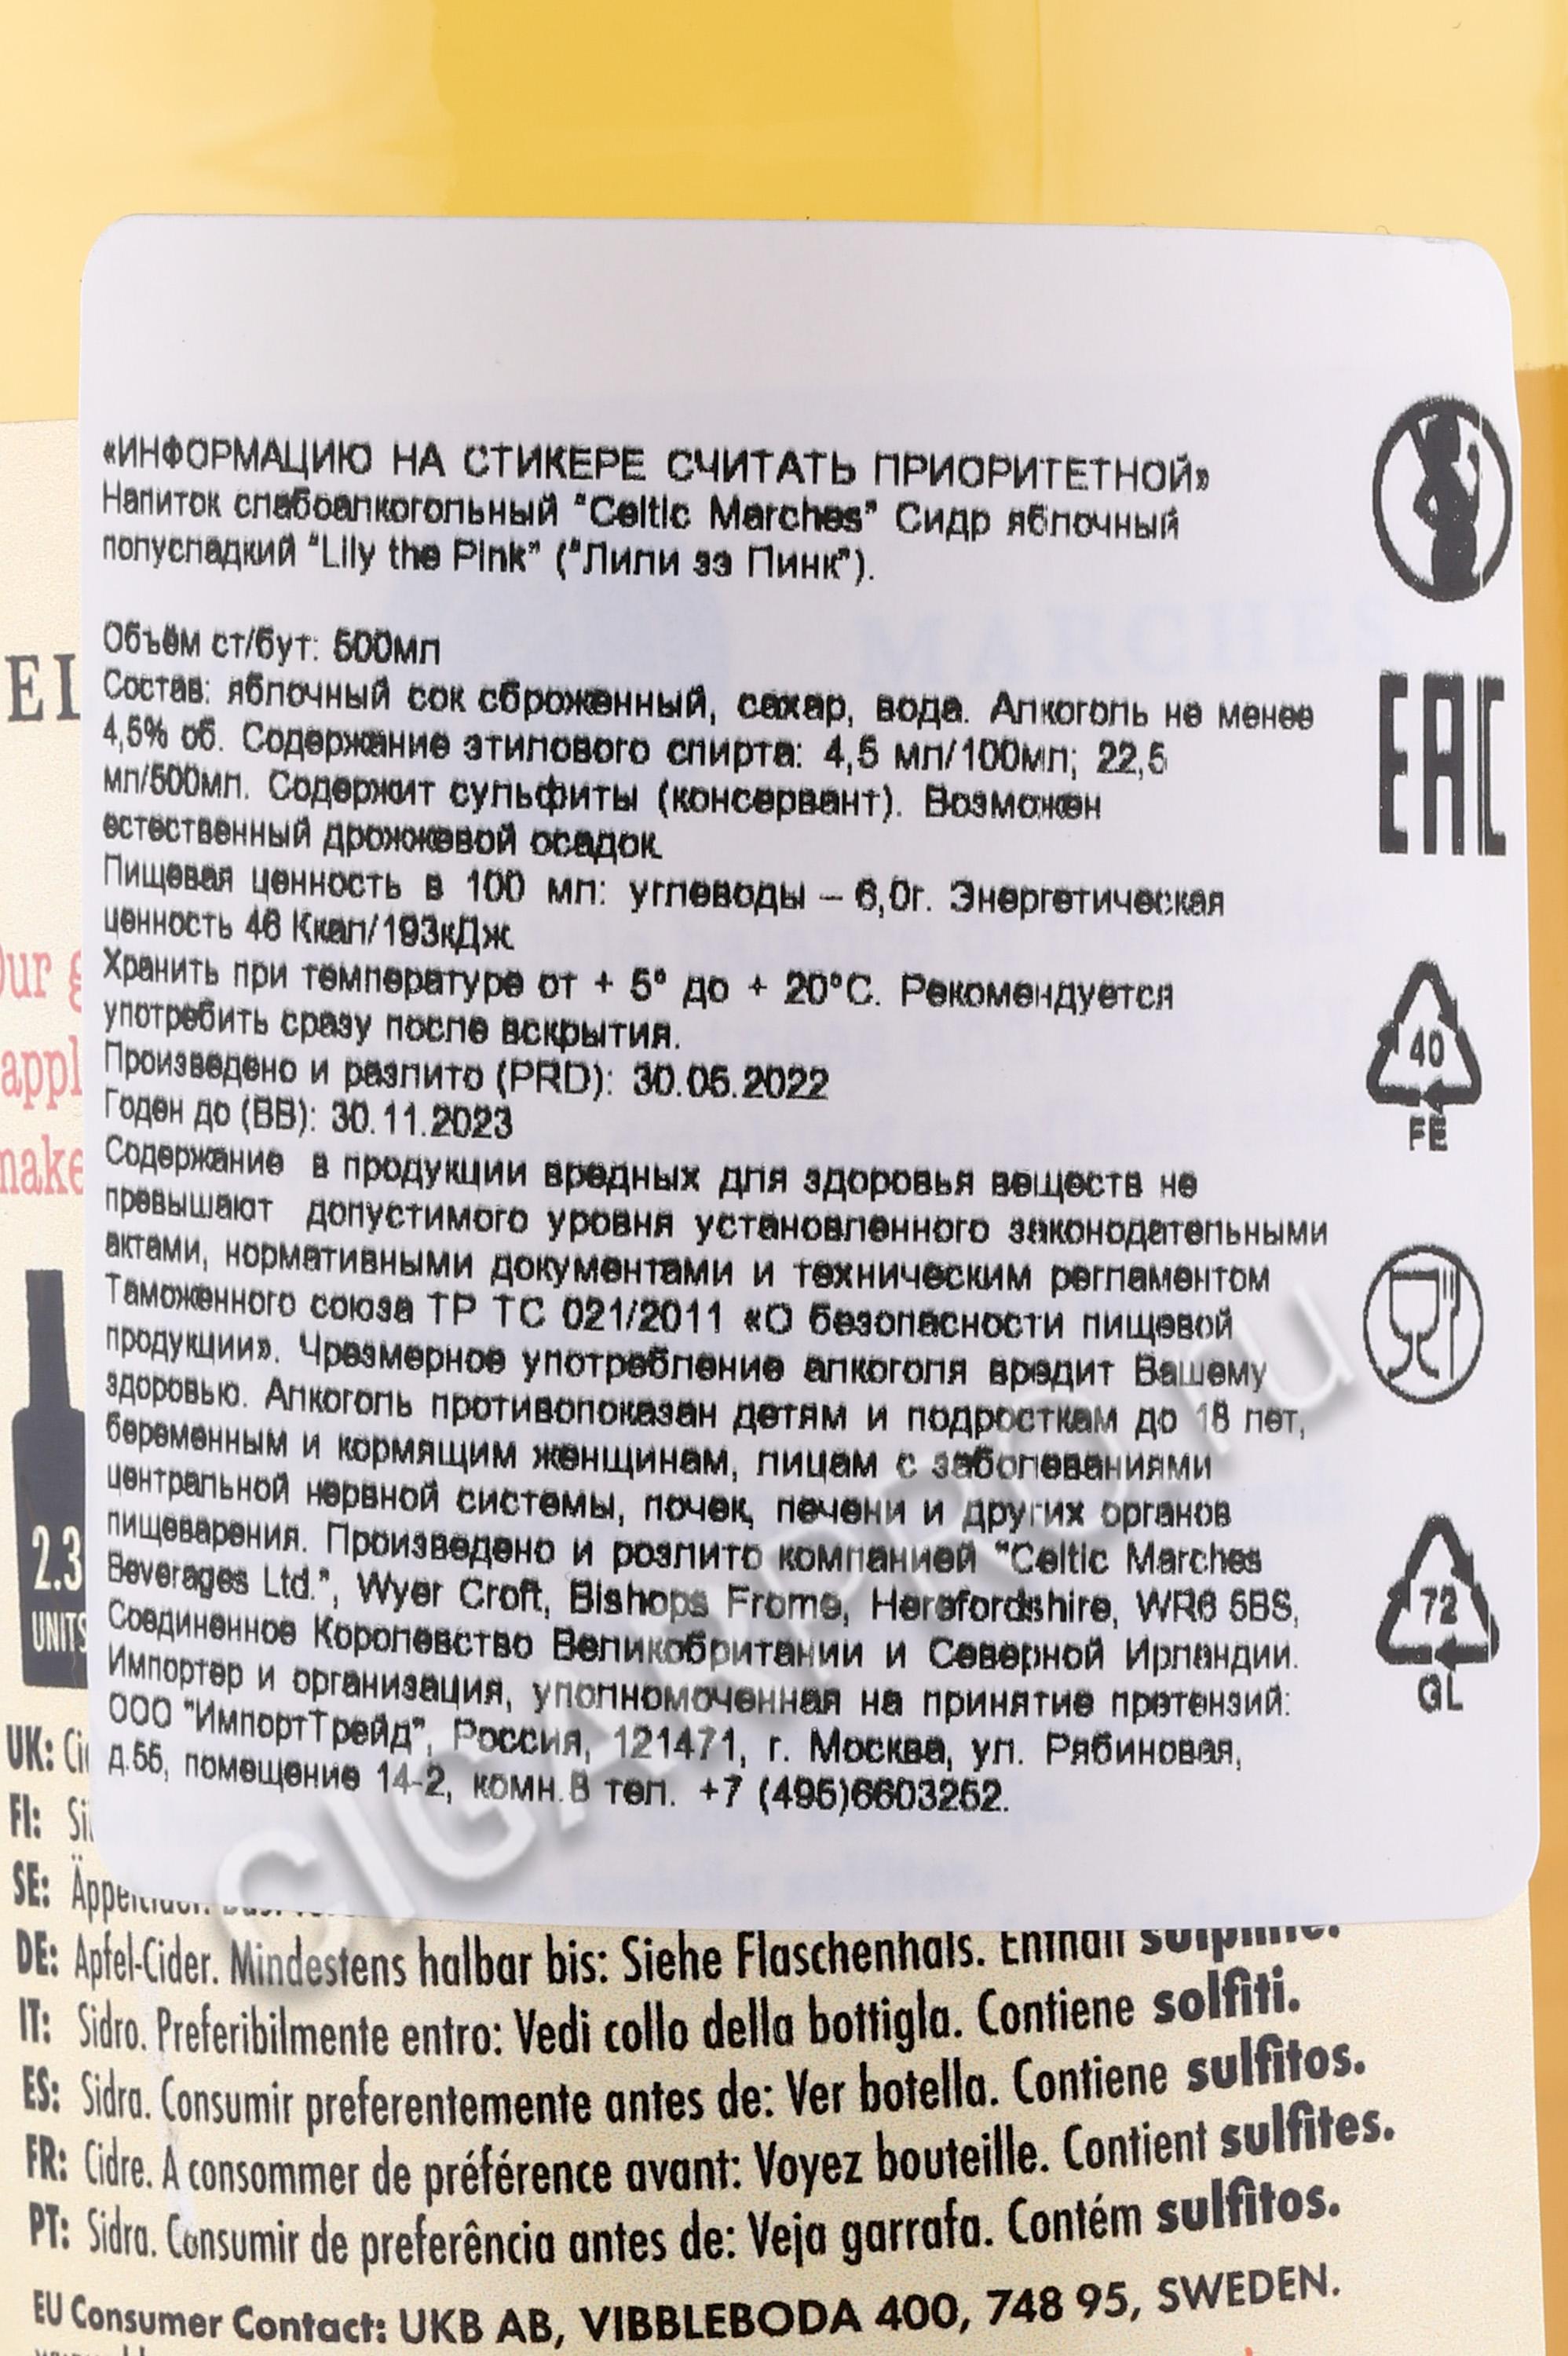 «ИНФОРМАЦИЮ НА СТИКЕРЕ СЧИТАТЬ ПРИОРИТЕТНОЙ»
Напиток слабоалкогольный "Celtic Marches" Сидр яблочный
полусладкий "Lily the Pink" ("Лили зэ Пинк").
Объём ст/бут: 500мл
Состав: яблочный сок сброженный, сахар, вода. Алкоголь не менее
4,5% об. Содержание этилового спирта: 4,5 мл/100мл; 22,5
мл/500мл. Содержит сульфиты (консервант). Возможен
естественный дрожжевой осадок.
Пищевая ценность в 100 мл: углеводы – 6,0г. Энергетическая
ценность 46 Ккал/193кДж.
Хранить при температуре от + 5° до + 20°С. Рекомендуется
употребить сразу после вскрытия.
Произведено и разлито (PRD): 30.05.2022
Годен до (BB): 30.11.2023
Содержание в продукции вредных для здоровья веществ не
превышают допустимого уровня установленного законодательными
актами, нормативными документами и техническим регламентом
Таможенного союза ТР ТС 021/2011 «О безопасности пищевой
продукции». Чрезмерное употребление алкоголя вредит Вашему
здоровью. Алкоголь противопоказан детям и подросткам до 18 лет,
беременным и кормящим женщинам, лицам с заболеваниями
центральной нервной системы, почек, печени и других органов
пищеварения. Произведено и розлито компанией "Celtic Marches
Beverages Ltd.", Wyer Croft, Bishops Frome, Herefordshire, WR6 5BS,
Соединенное Королевство Великобритании и Северной Ирландии.
Импортер и организация, уполномоченная на принятие претензий:
ООО "ИмпортТрейд", Россия, 121471, г. Москва, ул. Рябиновая,
д.55, помещение 14-2, комн.8 тел. +7 (495)6603252.
EAC
40
FE
72
GL
MARCHES
2.3
UNITS
UK:
FI:
SE:
DE: Apfel-Cider. Mindestens halbar bis: Siehe Flaschenhals. Enthält sulphite.
IT: Sidro. Preferibilmente entro: Vedi collo della bottigla. Contiene solfiti.
ES: Sidra. Consumir preferentemente antes de: Ver botella. Contiene sulfitos.
FR: Cidre. A consommer de préférence avant: Voyez bouteille. Contient sulfites.
PT: Sidra. Consumir de preferência antes de: Veja garrafa. Contém sulfitos.
EU Consumer Contact: UKB AB, VIBBLEBODA 400, 748 95, SWEDEN.
CIGARPRO.ru